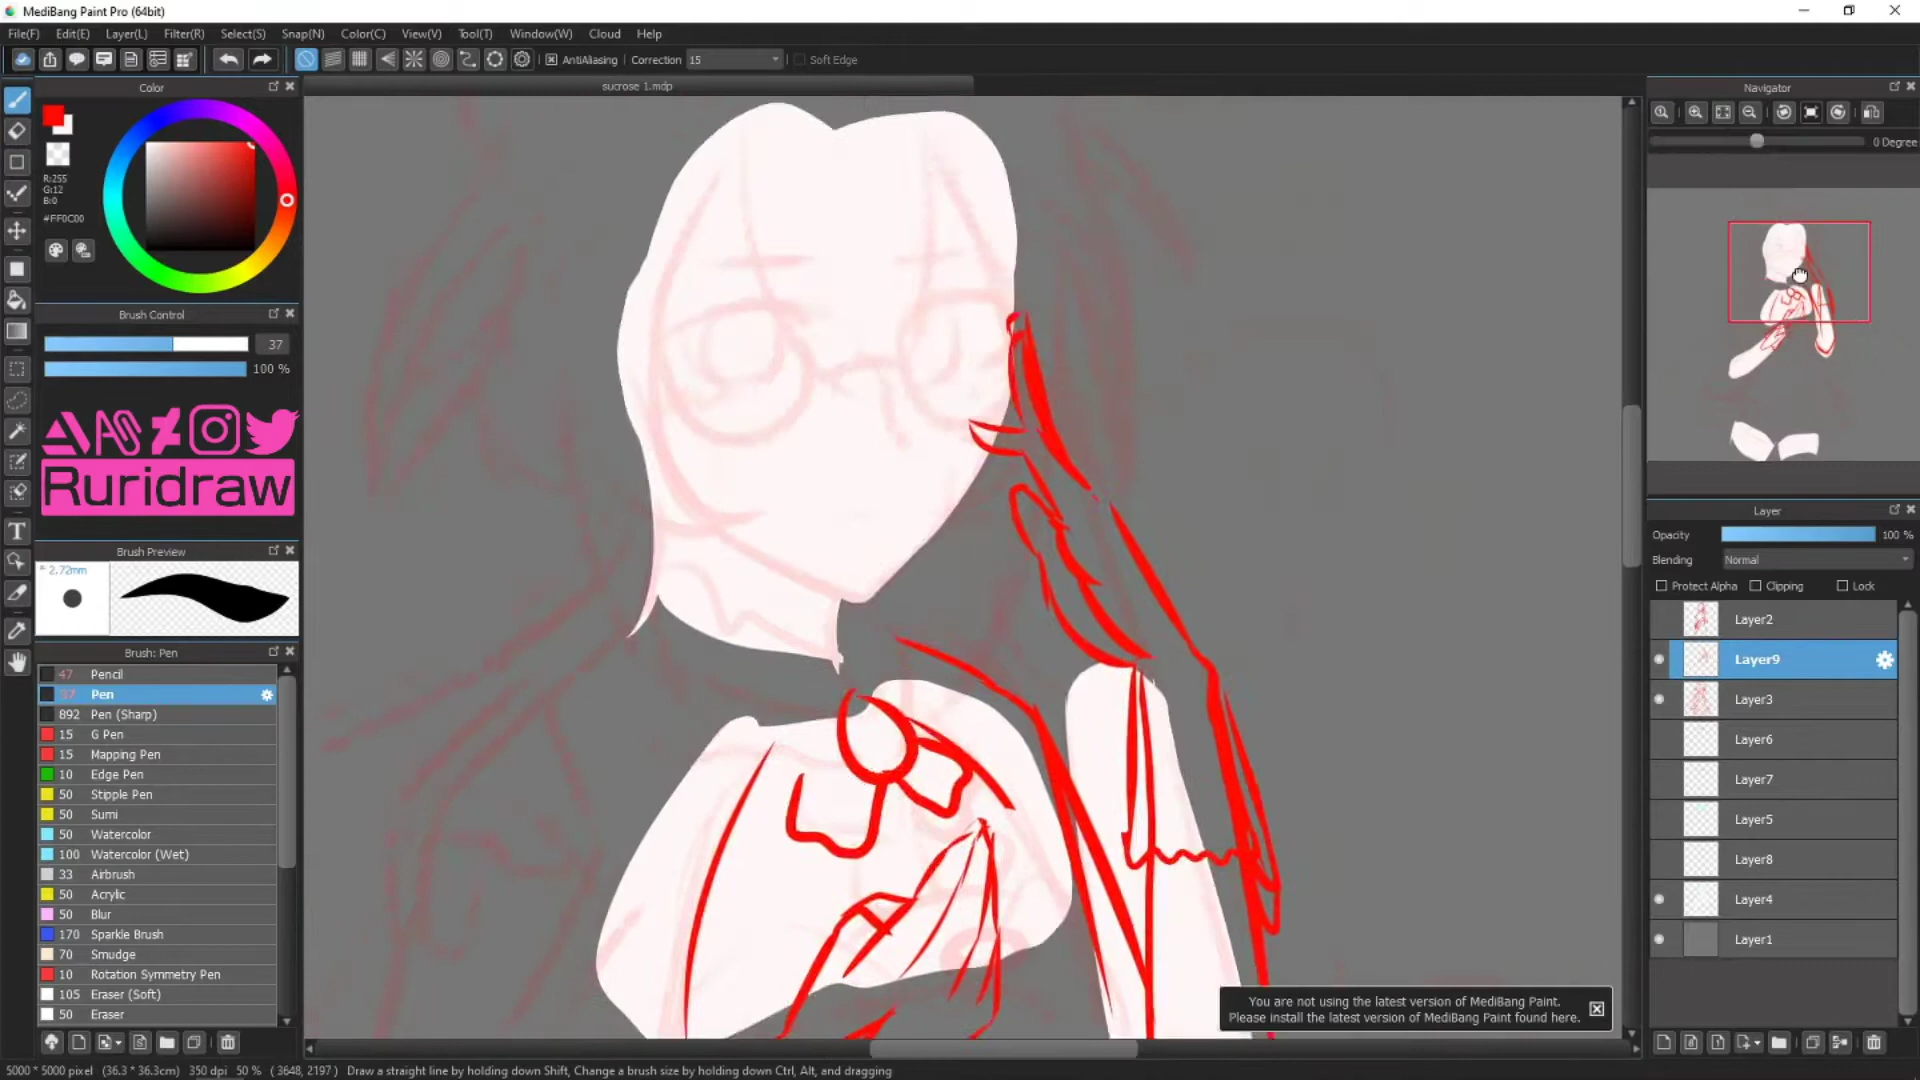 MediBang Paint Pro (64bit)
File(F) Edit(E) Layer(L) Filter(R) Select(S) Snap(N) Color(C) View(V) Tool(T) Window(W) Cloud Help
AntiAliasing Correction 15 Soft Edge
Color
sucrose 1.mdp
Navigator
0 Degree
R:255
G:12
B:0
#FF0C00
Brush Control
37
100 %
Ruridraw
Brush Preview
2.72mm
Brush: Pen
47 Pencil
37 Pen
892 Pen (Sharp)
15 G Pen
15 Mapping Pen
10 Edge Pen
50 Stipple Pen
50 Sumi
50 Watercolor
100 Watercolor (Wet)
33 Airbrush
50 Acrylic
50 Blur
170 Sparkle Brush
70 Smudge
10 Rotation Symmetry Pen
105 Eraser (Soft)
50 Eraser
Layer
Opacity 100 %
Blending Normal
Protect Alpha Clipping Lock
Layer2
Layer9
Layer3
Layer6
Layer7
Layer5
Layer8
Layer4
Layer1
You are not using the latest version of MediBang Paint.
Please install the latest version of MediBang Paint found here.
5000 * 5000 pixel (36.3 * 36.3cm) 350 dpi 50 % ( 3648, 2197 ) Draw a straight line by holding down Shift, Change a brush size by holding down Ctrl, Alt, and dragging